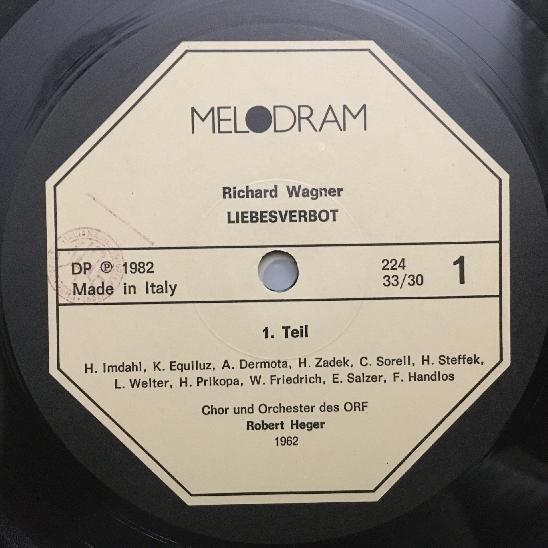 MELODRAM
Richard Wagner
LIEBESVERBOT
DP ℗ 1982
Made in Italy
224
33/30
1
1. Teil
H. Imdahl, K. Equiluz, A. Dermota, H. Zadek, C. Sorell, H. Steffek,
L. Welter, H. Prikopa, W. Friedrich, E. Salzer, F. Handlos
Chor und Orchester des ORF
Robert Heger
1962